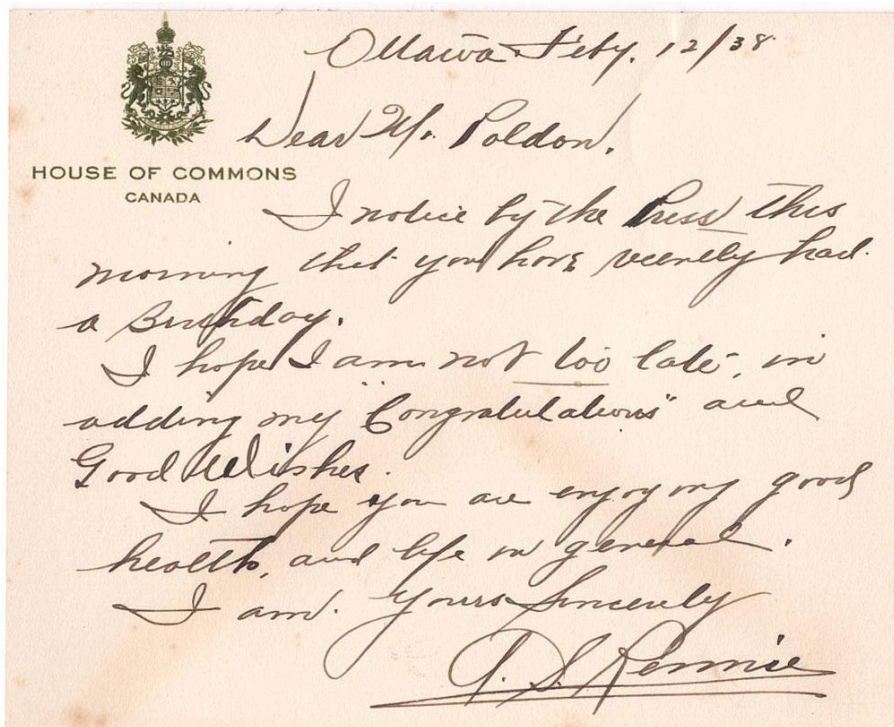 Ottawa Feby. 12/38
Dear Mr. Poldon.
HOUSE OF COMMONS
CANADA
I notice by the Press this
morning that you have recently had
a Birthday.
I hope I am not too late, in
adding my "Congratulations" and
Good Wishes.
I hope you are enjoying good
health, and life in general.
I am. Yours Sincerely
A. S. Rennie